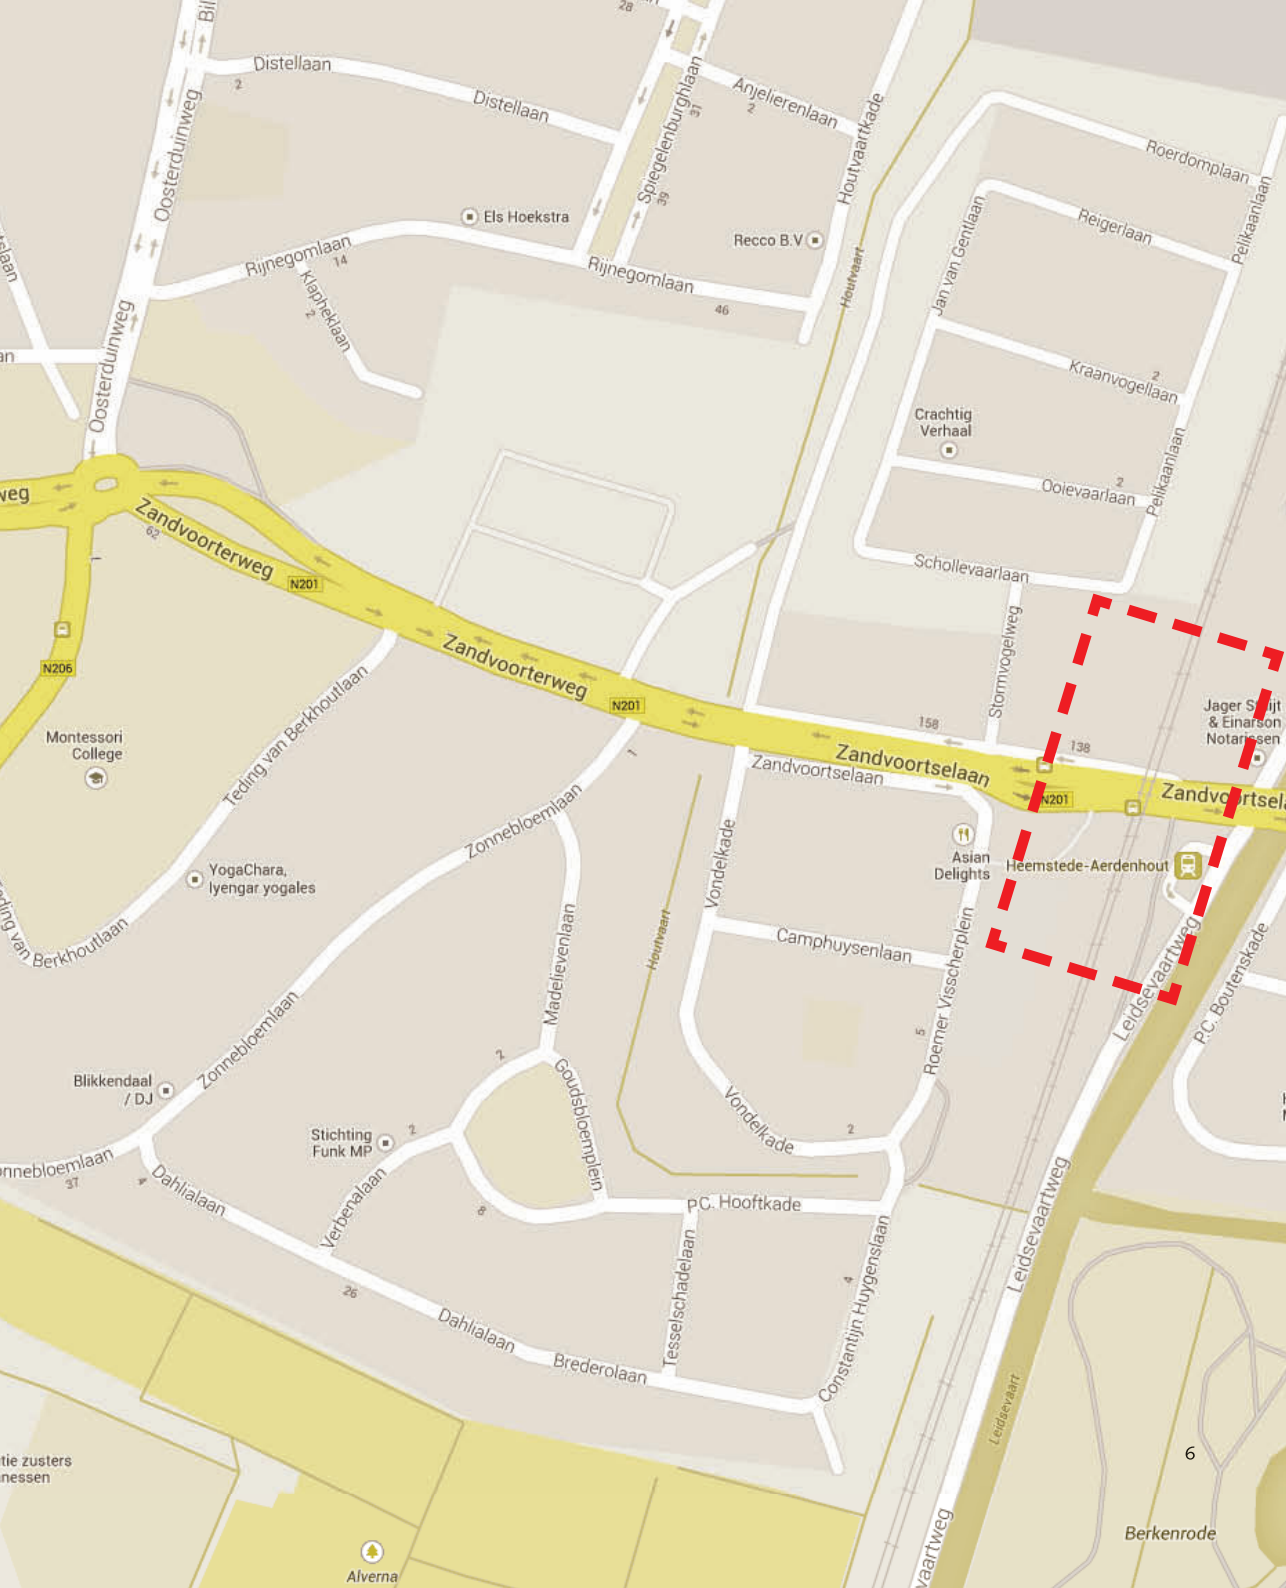 28
Distellaan
2
Distellaan
Oosterduinweg
Spiegelenburghlaan
31
39
Anjelierenlaan
2
Houtvaartkade
Roerdomplaan
Pelikaanlaan
Reigerlaan
Jan van Gentlaan
Els Hoekstra
Recco B.V
Rijnegomlaan
14
Rijnegomlaan
46
Klapheklaan
2
Houtvaart
Oosterduinweg
Kraanvogellaan
2
Crachtig
Verhaal
Ooievaarlaan
2
Pelikaanlaan
Schollevaarlaan
Stormvogelweg
Zandvoorterweg
62
N201
1
N206
Zandvoorterweg
N201
Montessori
College
Teding van Berkhoutlaan
158
138
Jager
& Einarson
Notarissen
Zandvoortselaan
Zandvoortselaan
N201
1
Zonnebloemlaan
Vondelkade
Asian
Delights
Heemstede-Aerdenhout
YogaChara,
Iyengar yogales
Berkhoutlaan
Houtvaart
Camphuysenlaan
Roemer Visscherplein
5
Madelievenlaan
Leidsevaartweg
P.C. Boutenskade
Zonnebloemlaan
2
Goudsbloemplein
Blikkendaal
/ DJ
Stichting
Funk MP
2
Vondelkade
2
37
4
Dahlialaan
Verbenalaan
8
P.C. Hooftkade
Leidsevaartweg
26
Dahlialaan
Tesselschadelaan
4
Constantijn Huygenslaan
Brederolaan
Leidsevaart
6
tie zusters
Berkenrode
Alverna